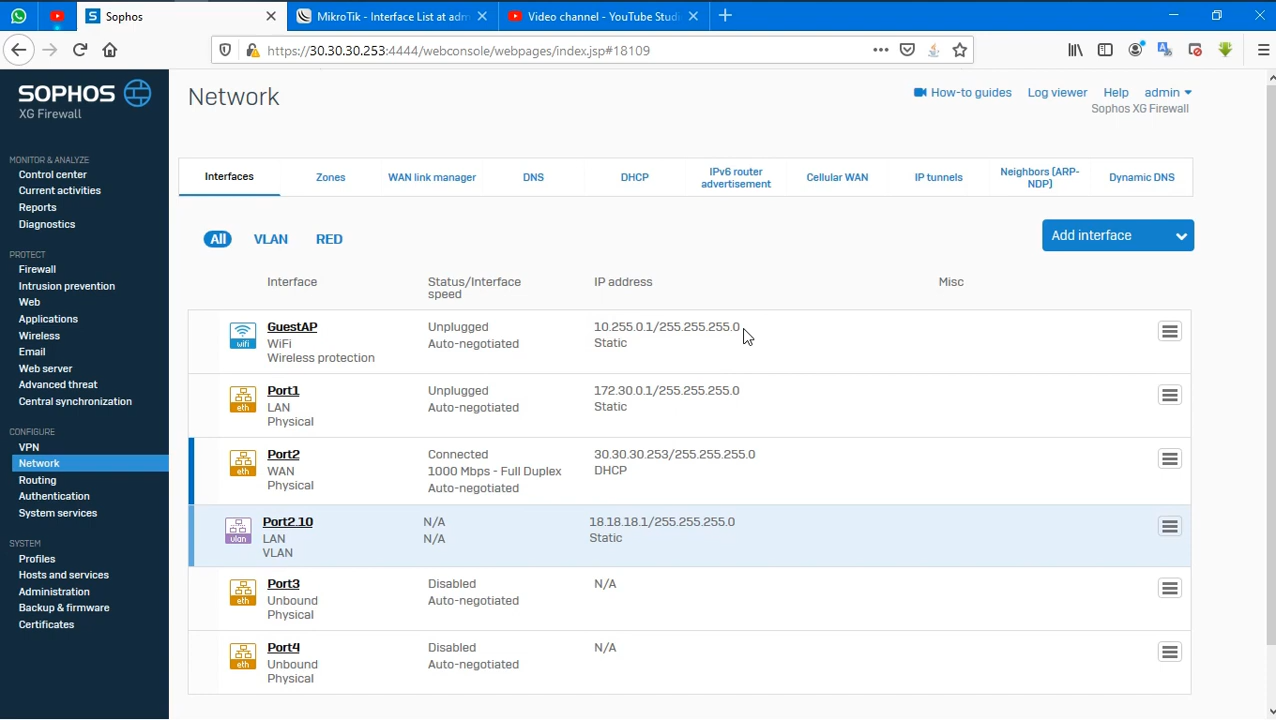 Sophos
MikroTik - Interface List at adm
Video channel - YouTube Studi
https://30.30.30.253:4444/webconsole/webpages/index.jsp#18109
SOPHOS
XG Firewall
Network
How-to guides
Log viewer
Help
admin
Sophos XG Firewall
MONITOR & ANALYZE
Control center
Current activities
Reports
Diagnostics
PROTECT
Firewall
Intrusion prevention
Web
Applications
Wireless
Email
Web server
Advanced threat
Central synchronization
CONFIGURE
VPN
Network
Routing
Authentication
System services
SYSTEM
Profiles
Hosts and services
Administration
Backup & firmware
Certificates
Interfaces
Zones
WAN link manager
DNS
DHCP
IPv6 router
advertisement
Cellular WAN
IP tunnels
Neighbors (ARP-
NDP)
Dynamic DNS
All
VLAN
RED
Add interface
Interface
Status/Interface
speed
IP address
Misc
wifi
GuestAP
WiFi
Wireless protection
Unplugged
Auto-negotiated
10.255.0.1/255.255.255.0
Static
eth
Port1
LAN
Physical
Unplugged
Auto-negotiated
172.30.0.1/255.255.255.0
Static
eth
Port2
WAN
Physical
Connected
1000 Mbps - Full Duplex
Auto-negotiated
30.30.30.253/255.255.255.0
DHCP
vlan
Port2.10
LAN
VLAN
N/A
N/A
18.18.18.1/255.255.255.0
Static
eth
Port3
Unbound
Physical
Disabled
Auto-negotiated
N/A
eth
Port4
Unbound
Physical
Disabled
Auto-negotiated
N/A